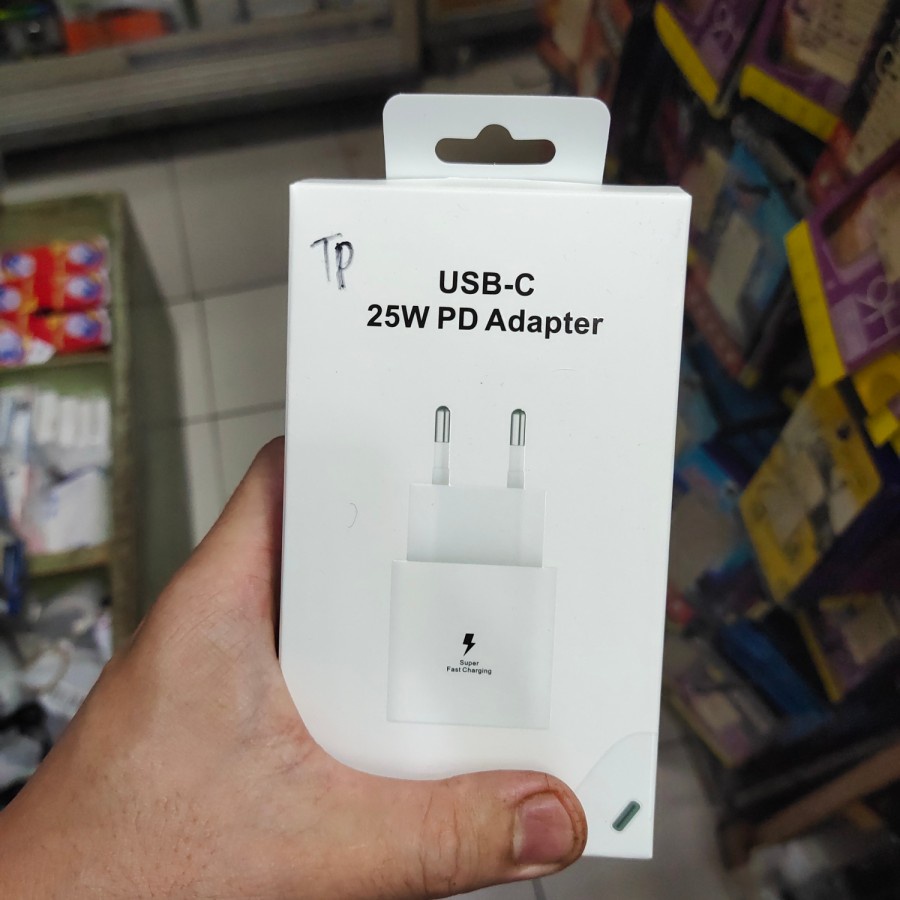 TP
USB-C
25W PD Adapter
Super
Fast Charging